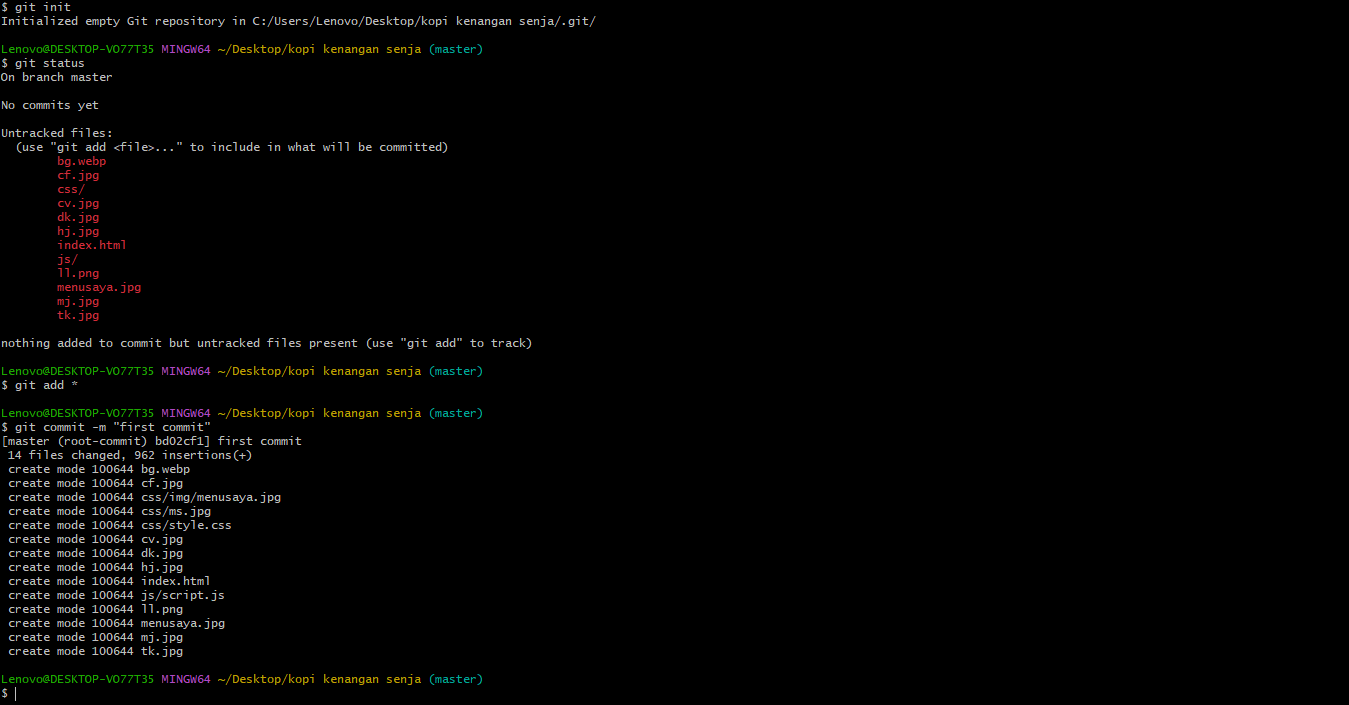 $ git init
Initialized empty Git repository in C:/Users/Lenovo/Desktop/kopi kenangan senja/.git/
Lenovo@DESKTOP-VO77T35 MINGW64 ~/Desktop/kopi kenangan senja (master)
$ git status
On branch master
No commits yet
Untracked files:
  (use "git add <file>..." to include in what will be committed)
        bg.webp
        cf.jpg
        css/
        cv.jpg
        dk.jpg
        hj.jpg
        index.html
        js/
        ll.png
        menusaya.jpg
        mj.jpg
        tk.jpg
nothing added to commit but untracked files present (use "git add" to track)
Lenovo@DESKTOP-VO77T35 MINGW64 ~/Desktop/kopi kenangan senja (master)
$ git add *
Lenovo@DESKTOP-VO77T35 MINGW64 ~/Desktop/kopi kenangan senja (master)
$ git commit -m "first commit"
[master (root-commit) bd02cf1] first commit
 14 files changed, 962 insertions(+)
 create mode 100644 bg.webp
 create mode 100644 cf.jpg
 create mode 100644 css/img/menusaya.jpg
 create mode 100644 css/ms.jpg
 create mode 100644 css/style.css
 create mode 100644 cv.jpg
 create mode 100644 dk.jpg
 create mode 100644 hj.jpg
 create mode 100644 index.html
 create mode 100644 js/script.js
 create mode 100644 ll.png
 create mode 100644 menusaya.jpg
 create mode 100644 mj.jpg
 create mode 100644 tk.jpg
Lenovo@DESKTOP-VO77T35 MINGW64 ~/Desktop/kopi kenangan senja (master)
$